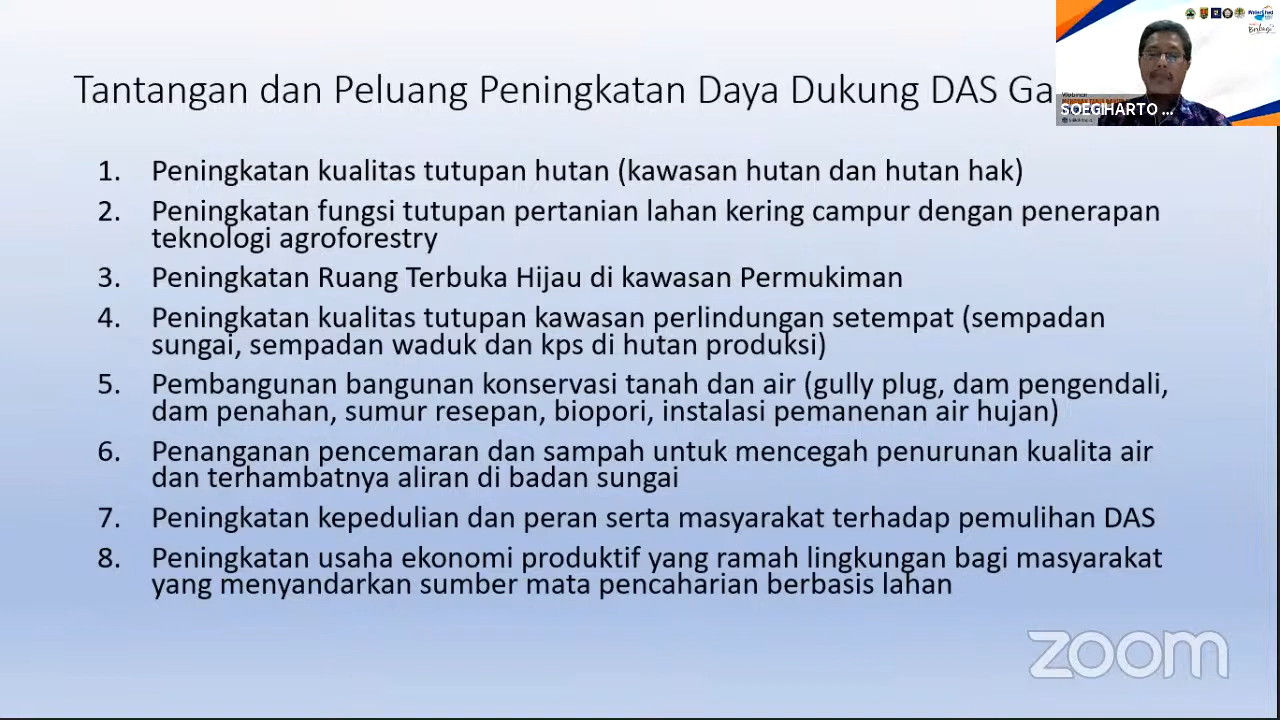 Tantangan dan Peluang Peningkatan Daya Dukung DAS Ga
Webinar
SOEGIHARTO ...
1. Peningkatan kualitas tutupan hutan (kawasan hutan dan hutan hak)
2. Peningkatan fungsi tutupan pertanian lahan kering campur dengan penerapan
teknologi agroforestry
3. Peningkatan Ruang Terbuka Hijau di kawasan Permukiman
4. Peningkatan kualitas tutupan kawasan perlindungan setempat (sempadan
sungai, sempadan waduk dan kps di hutan produksi)
5. Pembangunan bangunan konservasi tanah dan air (gully plug, dam pengendali,
dam penahan, sumur resepan, biopori, instalasi pemanenan air hujan)
6. Penanganan pencemaran dan sampah untuk mencegah penurunan kualita air
dan terhambatnya aliran di badan sungai
7. Peningkatan kepedulian dan peran serta masyarakat terhadap pemulihan DAS
8. Peningkatan usaha ekonomi produktif yang ramah lingkungan bagi masyarakat
yang menyandarkan sumber mata pencaharian berbasis lahan
zoom